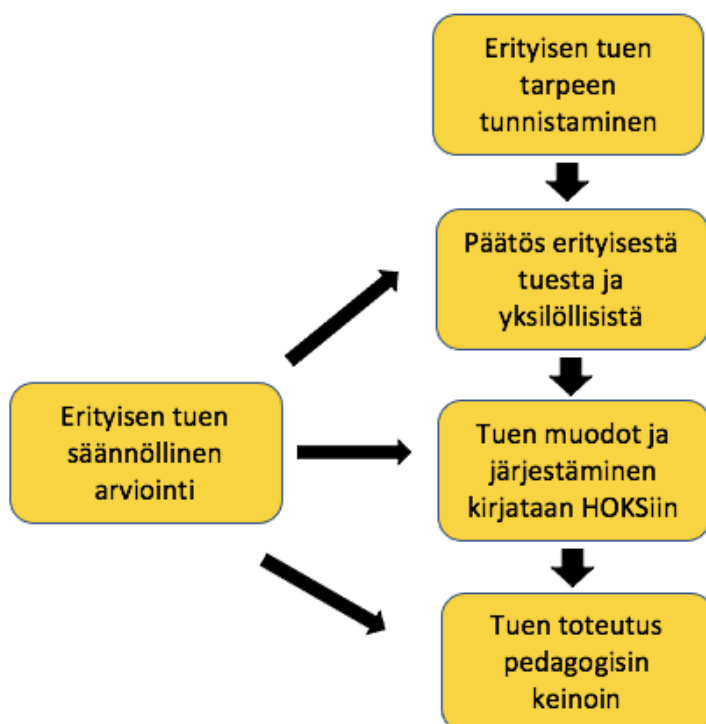 Erityisen tuen
tarpeen
tunnistaminen
Päätös erityisestä
tuesta ja
yksilöllisistä
Erityisen tuen
säännöllinen
arviointi
Tuen muodot ja
järjestäminen
kirjataan HOKSiin
Tuen toteutus
pedagogisin
keinoin